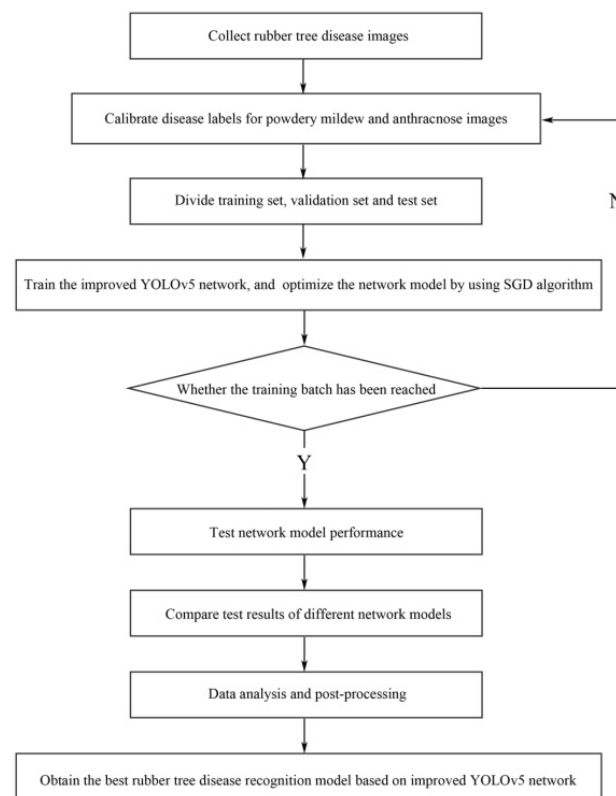 Collect rubber tree disease images
Calibrate disease labels for powdery mildew and anthracnose images
Divide training set, validation set and test set
N
Train the improved YOLOv5 network, and optimize the network model by using SGD algorithm
Whether the training batch has been reached
Y
Test network model performance
Compare test results of different network models
Data analysis and post-processing
Obtain the best rubber tree disease recognition model based on improved YOLOv5 network